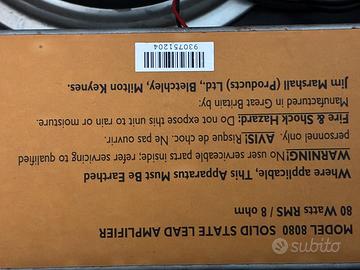 MODEL 8080 SOLID STATE LEAD AMPLIFIER
80 Watts RMS / 8 ohm
Where applicable, This Apparatus Must Be Earthed
WARNING: No user serviceable parts inside; refer servicing to qualified
personnel only. AVIS: Risque de choc. Ne pas ouvrir.
Fire & Shock Hazard: Do not expose this unit to rain or moisture.
Manufactured in Great Britain by:
Jim Marshall (Products) Ltd., Bletchley, Milton Keynes.
930751204
Subito